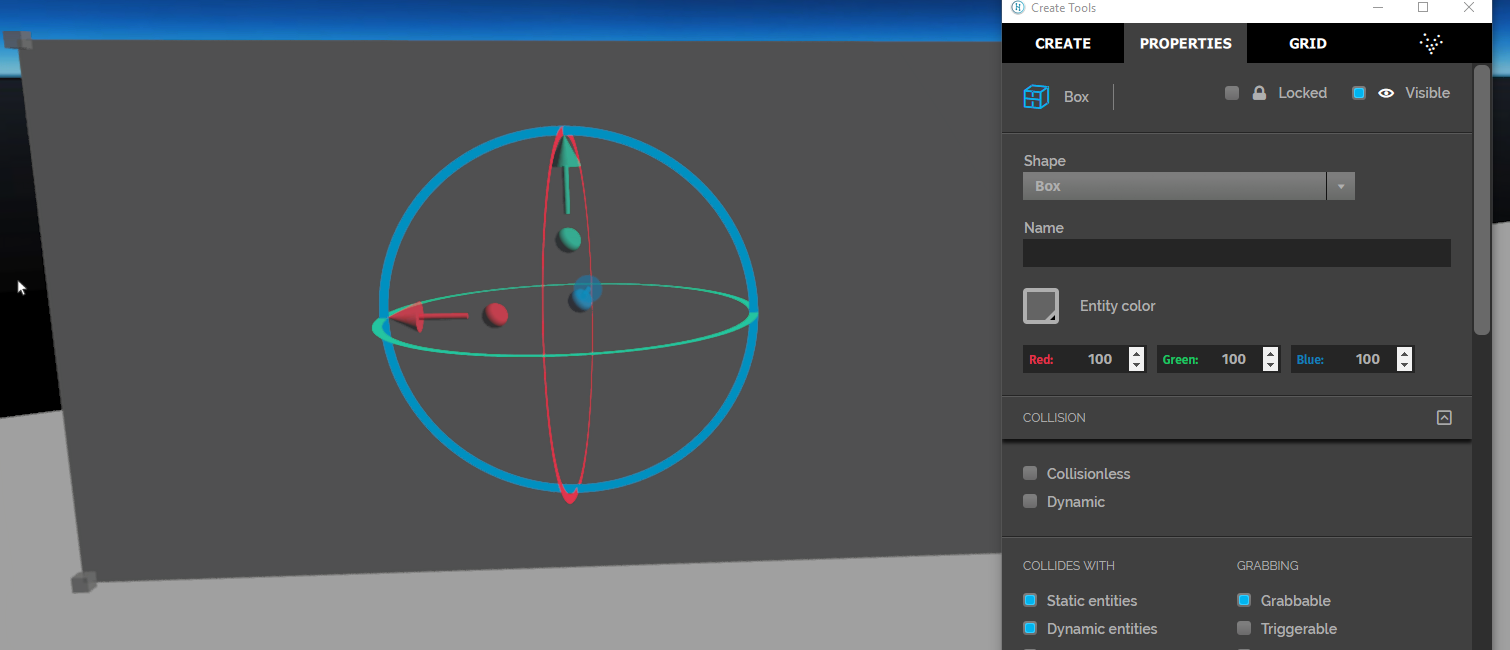 Create Tools
CREATE PROPERTIES GRID
Box Locked Visible
Shape
Box
Name
Entity color
Red: 100 Green: 100 Blue: 100
COLLISION
Collisionless
Dynamic
COLLIDES WITH GRABBING
Static entities Grabbable
Dynamic entities Triggerable